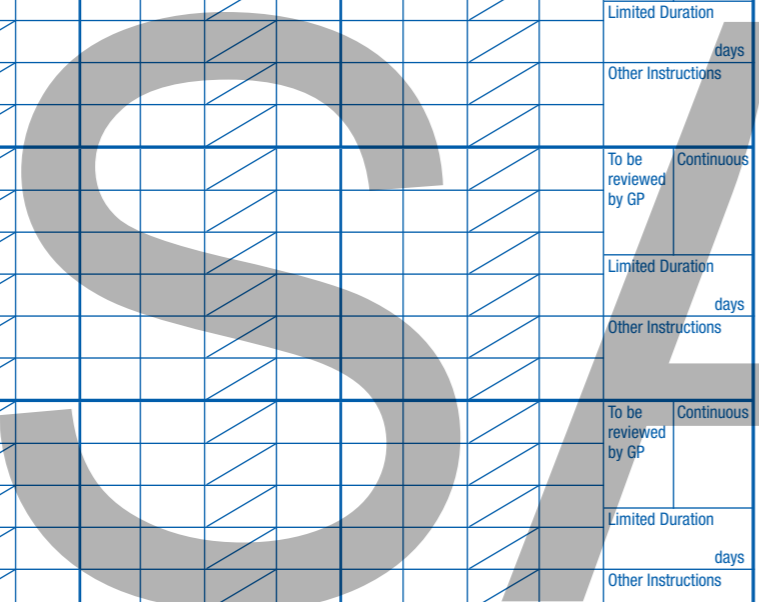 Limited Duration
days
Other Instructions
To be
reviewed
by GP
Continuous
Limited Duration
days
Other Instructions
To be
reviewed
by GP
Continuous
Limited Duration
days
Other Instructions
SA